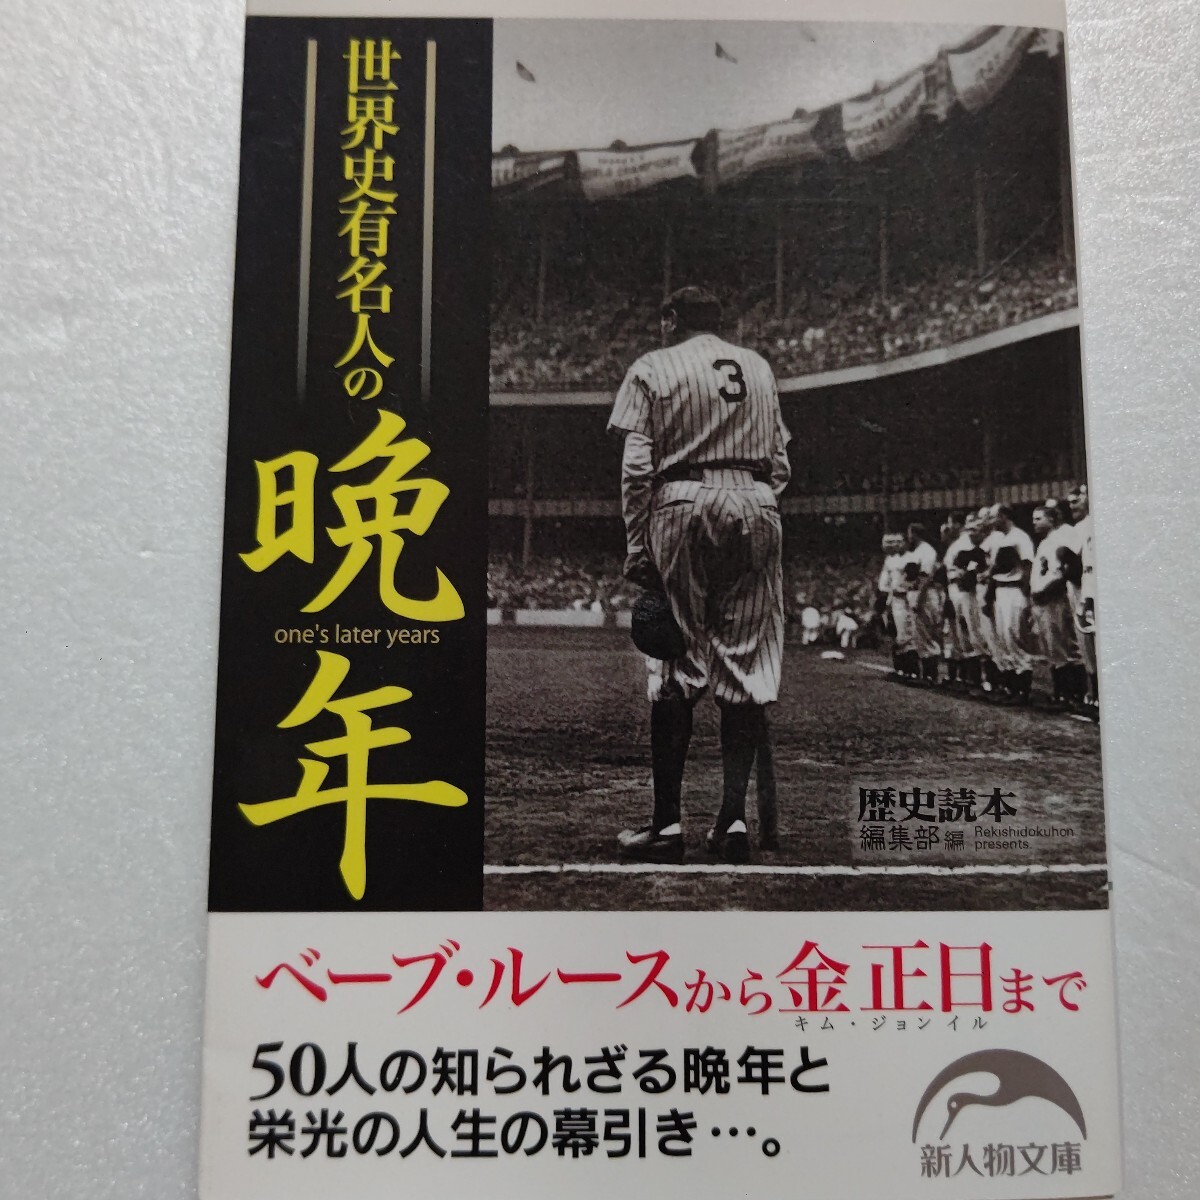 世界史有名人の
晩年
one's later years
3
歴史読本
編集部 編
Rekishidokuhon
presents.
ベーブ・ルースから金正日まで
キム・ジョンイル
50人の知られざる晩年と
栄光の人生の幕引き…。
新人物文庫